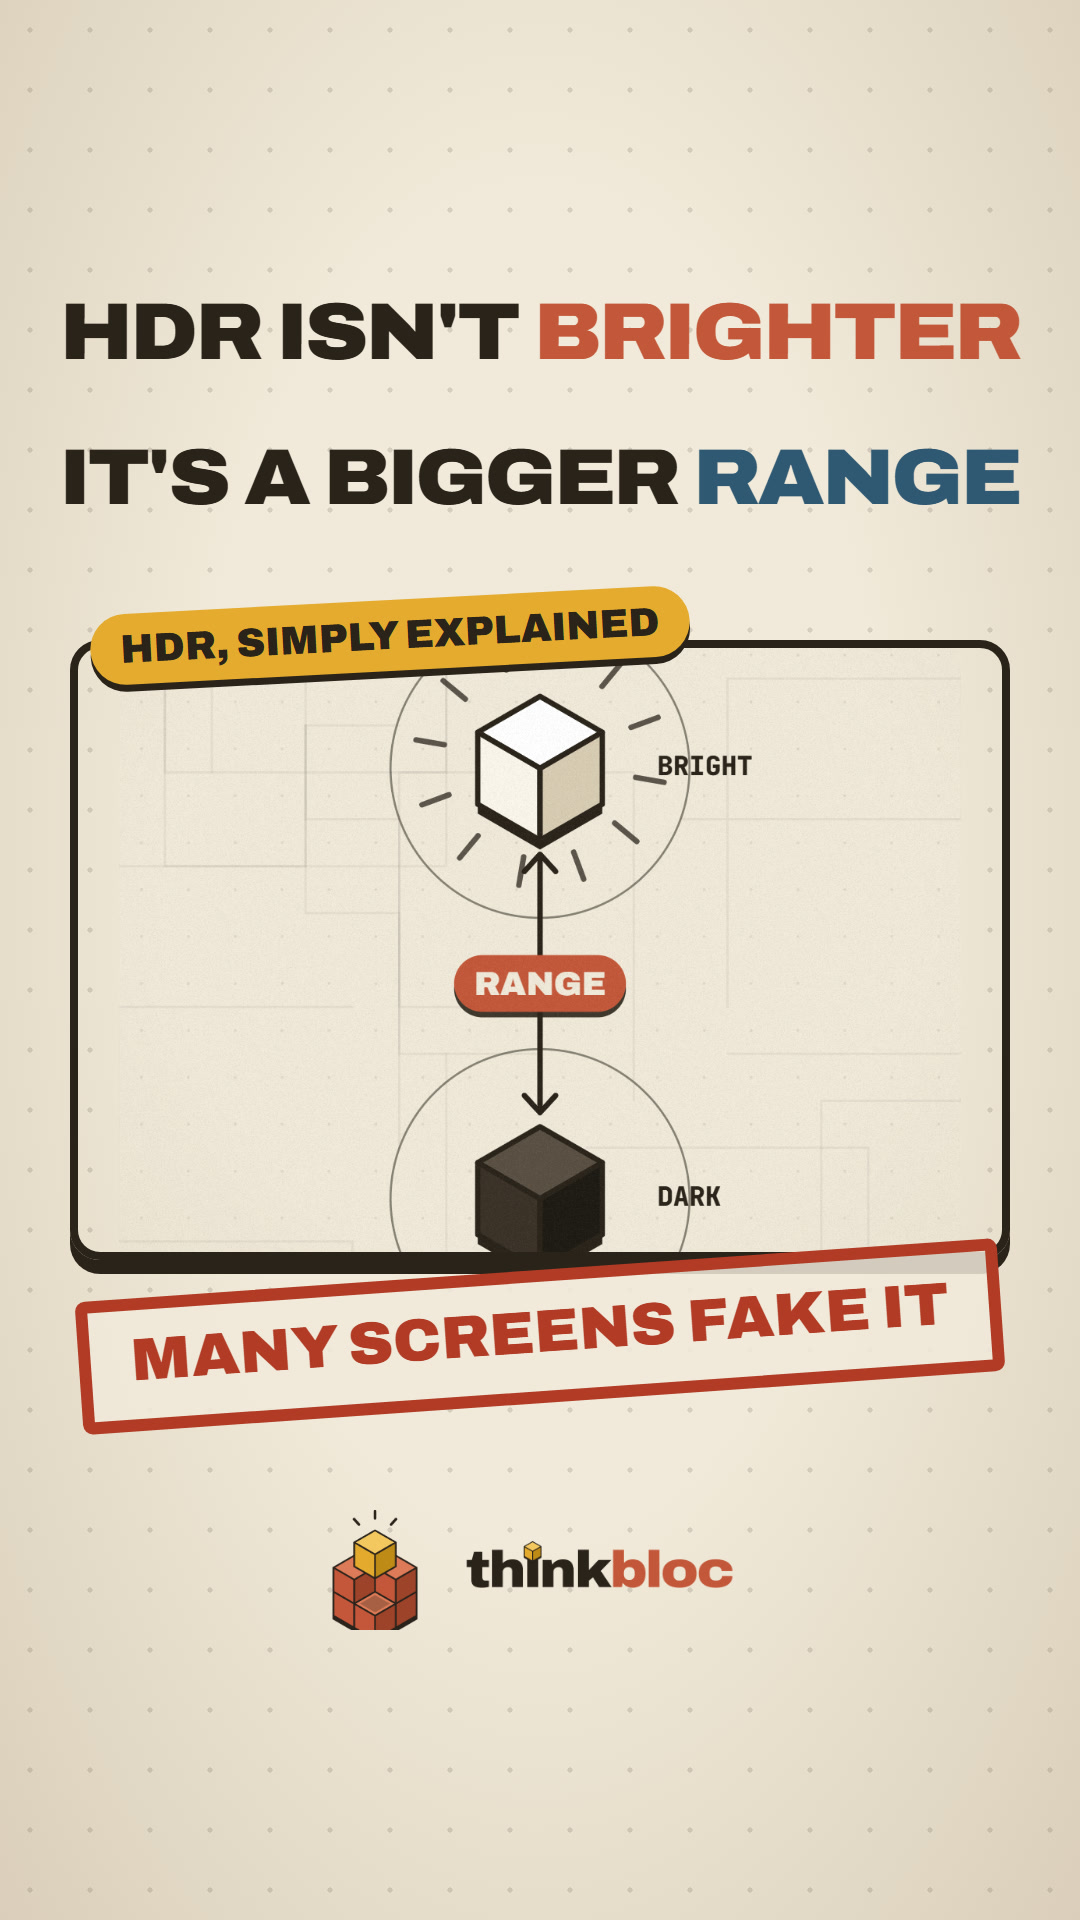 HDR ISN'T BRIGHTER
IT'S A BIGGER RANGE
HDR, SIMPLY EXPLAINED
BRIGHT
RANGE
DARK
MANY SCREENS FAKE IT
thinkbloc